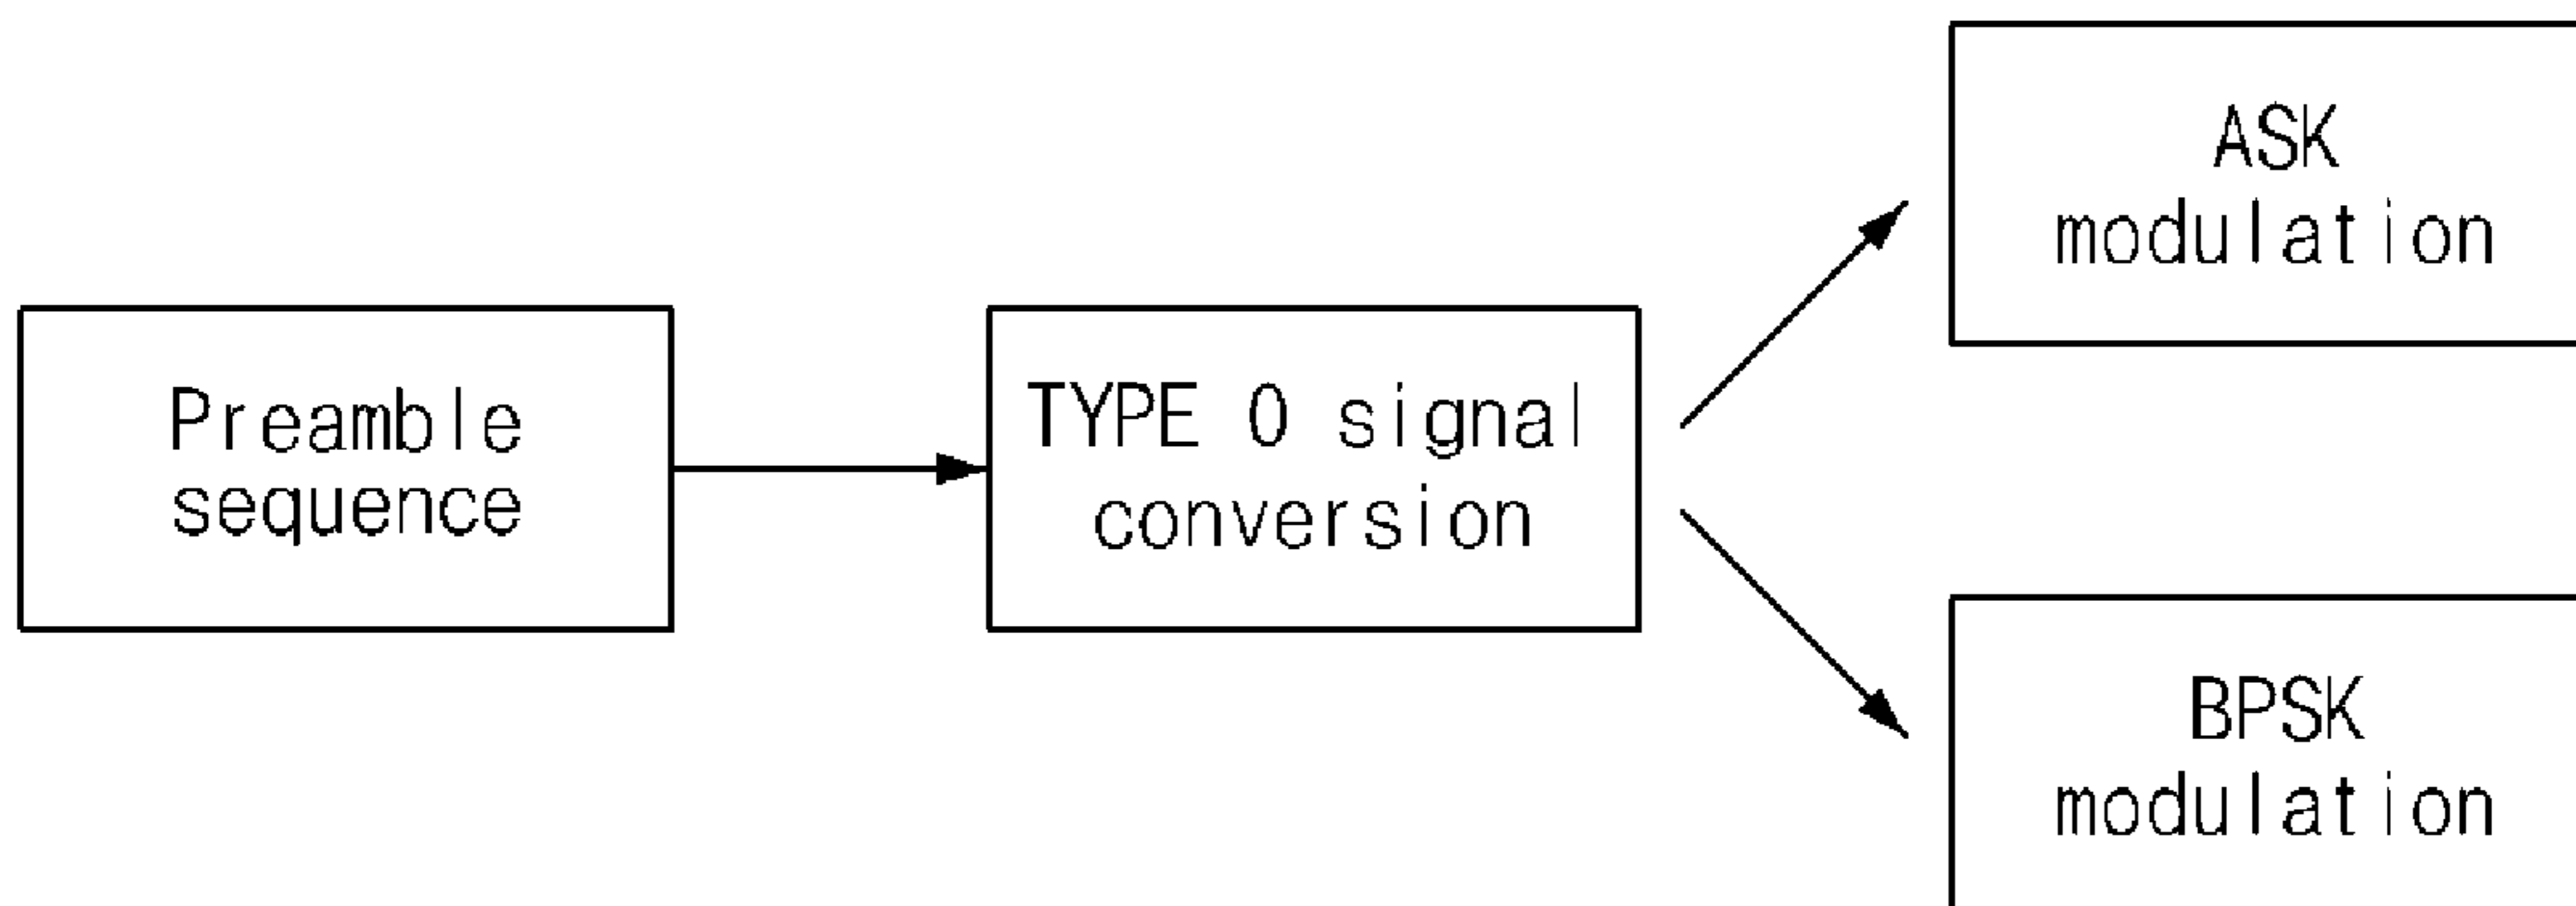 Preamble
sequence
TYPE 0 signal
conversion
ASK
modulation
BPSK
modulation